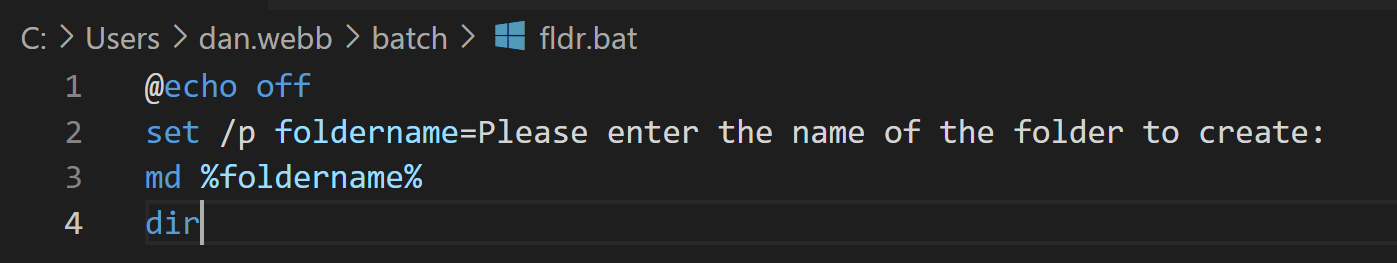 C: > Users > dan.webb > batch > fldr.bat
1 @echo off
2 set /p foldername=Please enter the name of the folder to create:
3 md %foldername%
4 dir